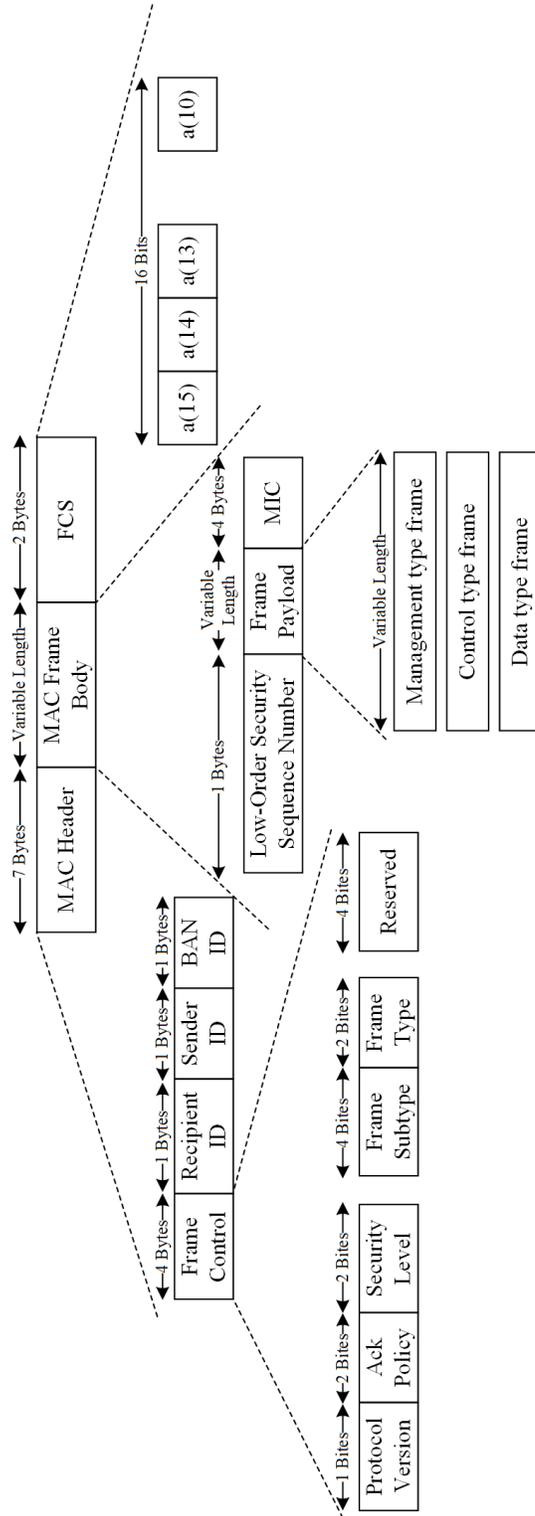 7 Bytes
Variable Length
2 Bytes
MAC Header
MAC Frame
Body
FCS
4 Bytes
1 Bytes
1 Bytes
1 Bytes
Frame
Control
Recipient
ID
Sender
ID
BAN
ID
16 Bits
a(15)
a(14)
a(13)
a(10)
1 Bytes
Variable
Length
4 Bytes
Low-Order Security
Sequence Number
Frame
Payload
MIC
1 Bites
2 Bites
2 Bites
4 Bites
2 Bites
4 Bites
Protocol
Version
Ack
Policy
Security
Level
Frame
Subtype
Frame
Type
Reserved
Variable Length
Management type frame
Control type frame
Data type frame